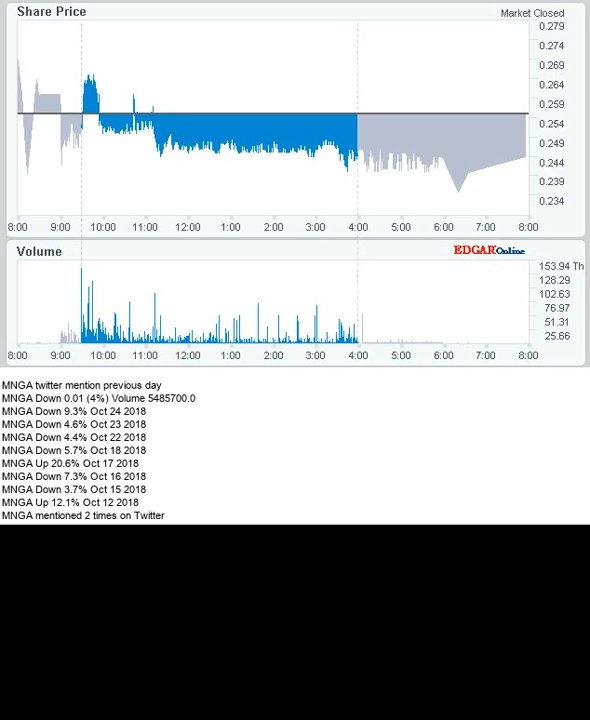 Share Price
Market Closed
0.279
0.274
0.269
0.264
0.259
0.254
0.249
0.244
0.239
0.234
8:00 9:00 10:00 11:00 12:00 1:00 2:00 3:00 4:00 5:00 6:00 7:00 8:00
Volume
EDGAROnline
153.94 Th
128.29
102.63
76.97
51.31
25.66
8:00 9:00 10:00 11:00 12:00 1:00 2:00 3:00 4:00 5:00 6:00 7:00 8:00
MNGA twitter mention previous day
MNGA Down 0.01 (4%) Volume 5485700.0
MNGA Down 9.3% Oct 24 2018
MNGA Down 4.6% Oct 23 2018
MNGA Down 4.4% Oct 22 2018
MNGA Down 5.7% Oct 18 2018
MNGA Up 20.6% Oct 17 2018
MNGA Down 7.3% Oct 16 2018
MNGA Down 3.7% Oct 15 2018
MNGA Up 12.1% Oct 12 2018
MNGA mentioned 2 times on Twitter